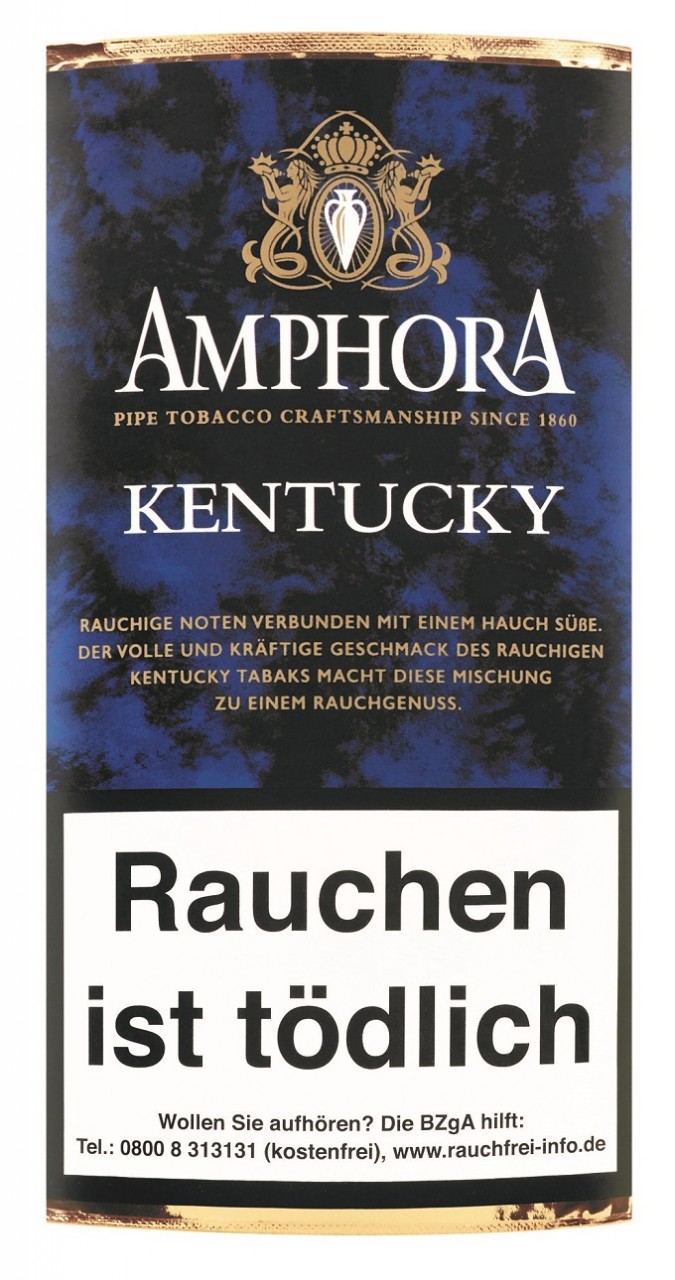 AMPHORA
PIPE TOBACCO CRAFTSMANSHIP SINCE 1860
KENTUCKY
RAUCHIGE NOTEN VERBUNDEN MIT EINEM HAUCH SÜßE.
DER VOLLE UND KRÄFTIGE GESCHMACK DES RAUCHIGEN
KENTUCKY TABAKS MACHT DIESE MISCHUNG
ZU EINEM RAUCHGENUSS.
Rauchen
ist tödlich
Wollen Sie aufhören? Die BZgA hilft:
Tel.: 0800 8 313131 (kostenfrei), www.rauchfrei-info.de